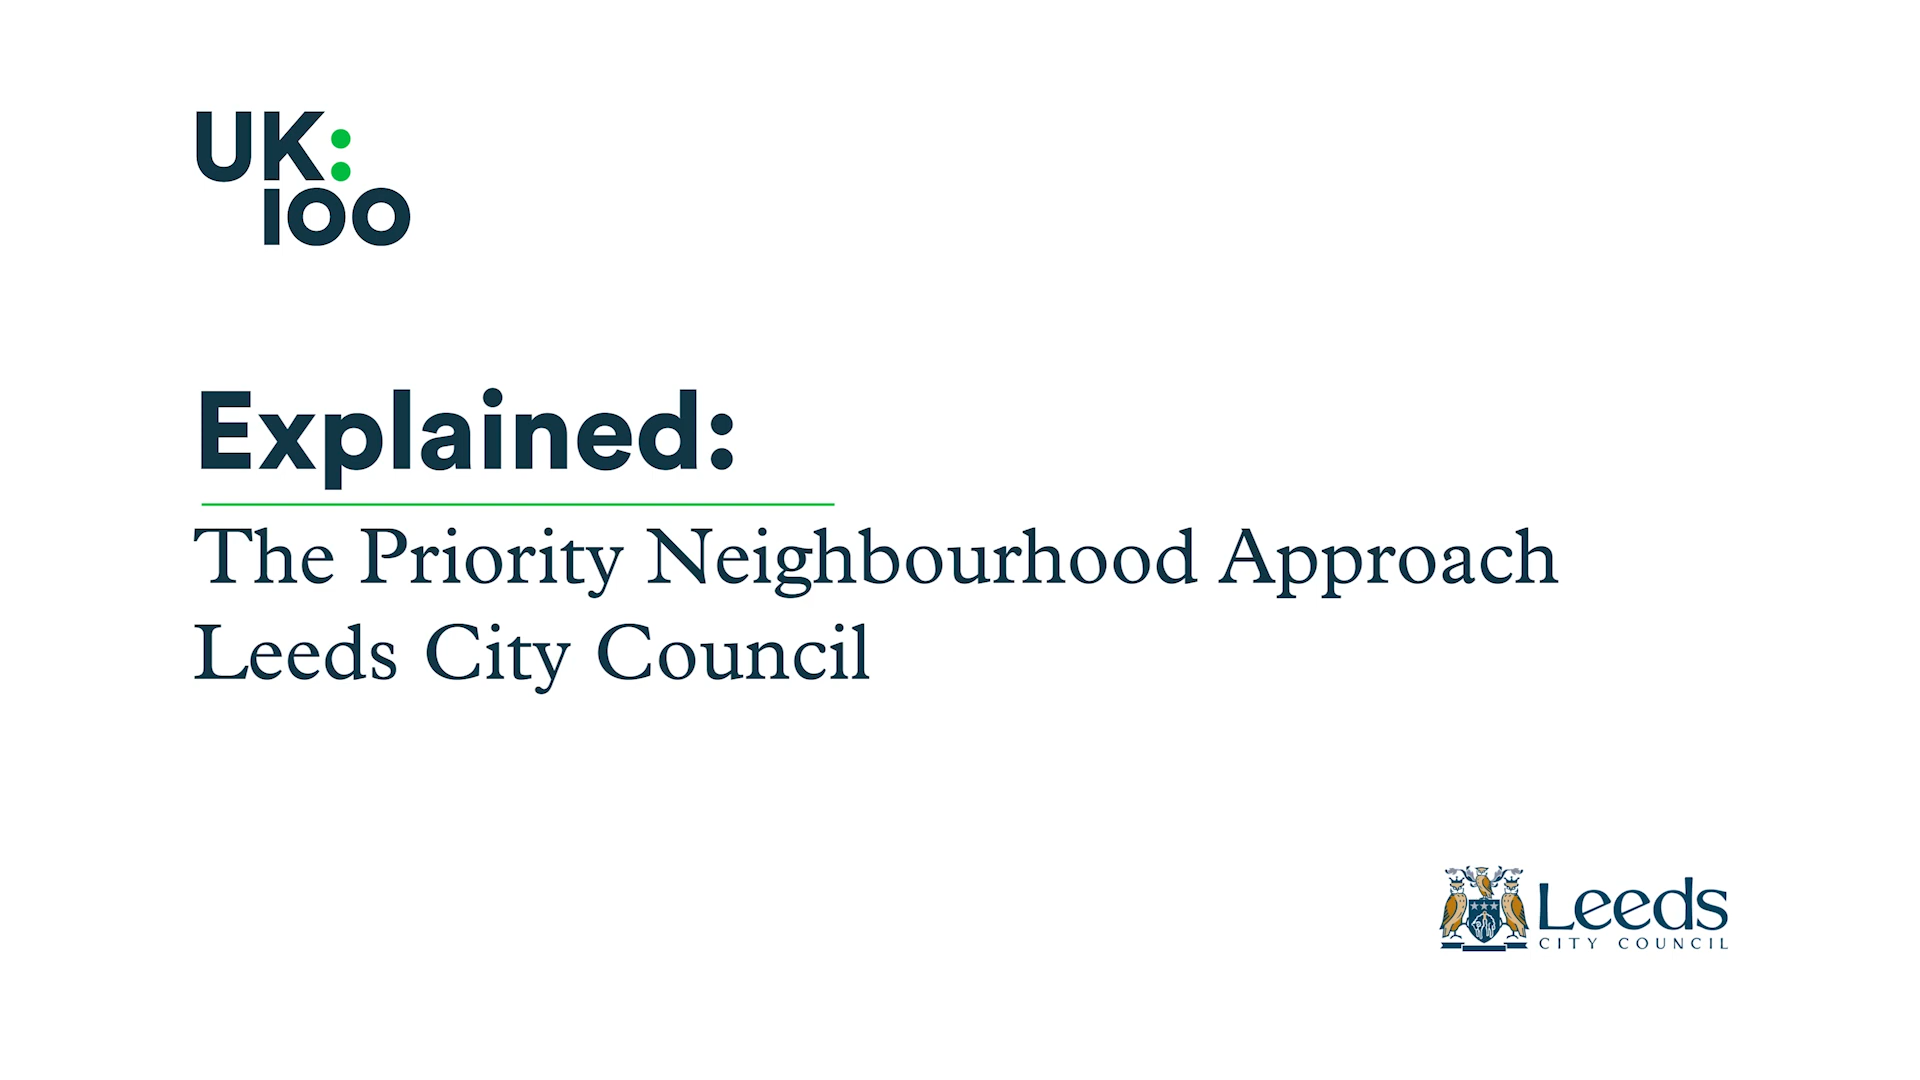 UK:
100
Explained:
The Priority Neighbourhood Approach
Leeds City Council
Leeds
CITY COUNCIL